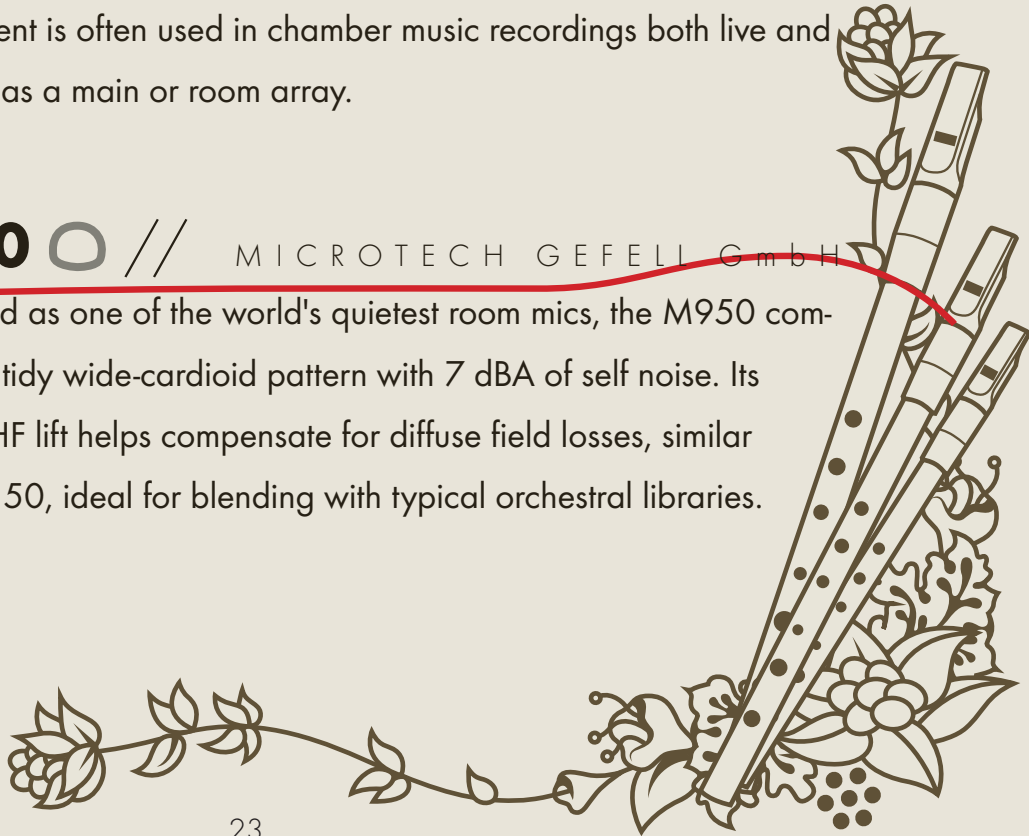 ent is often used in chamber music recordings both live and
as a main or room array.
0 // MICROTECH GEFELL GmbH
d as one of the world's quietest room mics, the M950 com-
tidy wide-cardioid pattern with 7 dBA of self noise. Its
HF lift helps compensate for diffuse field losses, similar
50, ideal for blending with typical orchestral libraries.
23